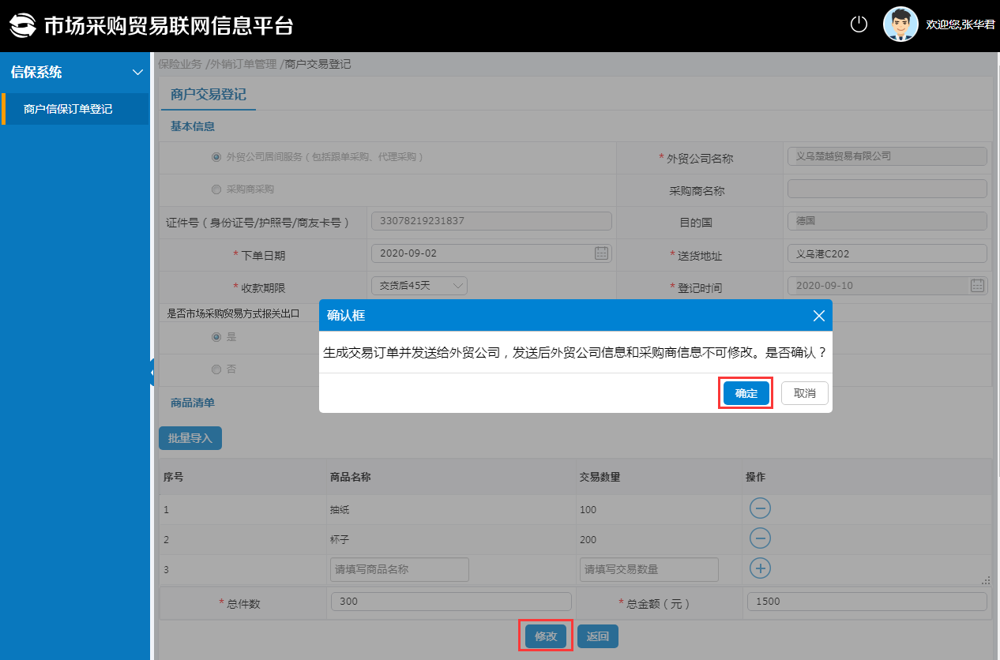 市场采购贸易联网信息平台
欢迎您,张华君
信保系统
商户信保订单登记
保险业务 /外销订单管理 /商户交易登记
商户交易登记
基本信息
外贸公司居间服务（包括跟单采购、代理采购）
* 外贸公司名称
义乌楚越贸易有限公司
采购商采购
采购商名称
证件号（身份证号/护照号/商友卡号）
33078219231837
目的国
德国
* 下单日期
2020-09-02
* 送货地址
义乌港C202
* 收款期限
交货后45天
* 登记时间
2020-09-10
是否市场采购贸易方式报关出口
是
否
确认框
生成交易订单并发送给外贸公司，发送后外贸公司信息和采购商信息不可修改。是否确认？
确定
取消
商品清单
批量导入
序号 商品名称 交易数量 操作
1 抽纸 100
2 杯子 200
3 请填写商品名称 请填写交易数量
* 总件数 300 * 总金额（元） 1500
修改 返回